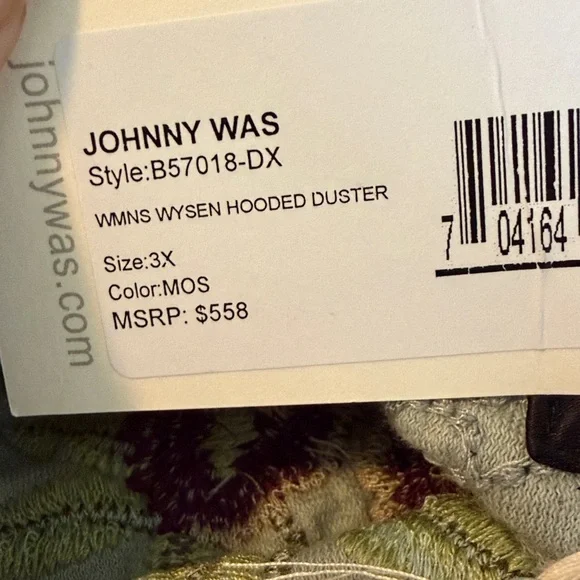 johnnywas.com
JOHNNY WAS
Style:B57018-DX
WMNS WYSEN HOODED DUSTER
Size:3X
Color:MOS
MSRP: $558
7 04164